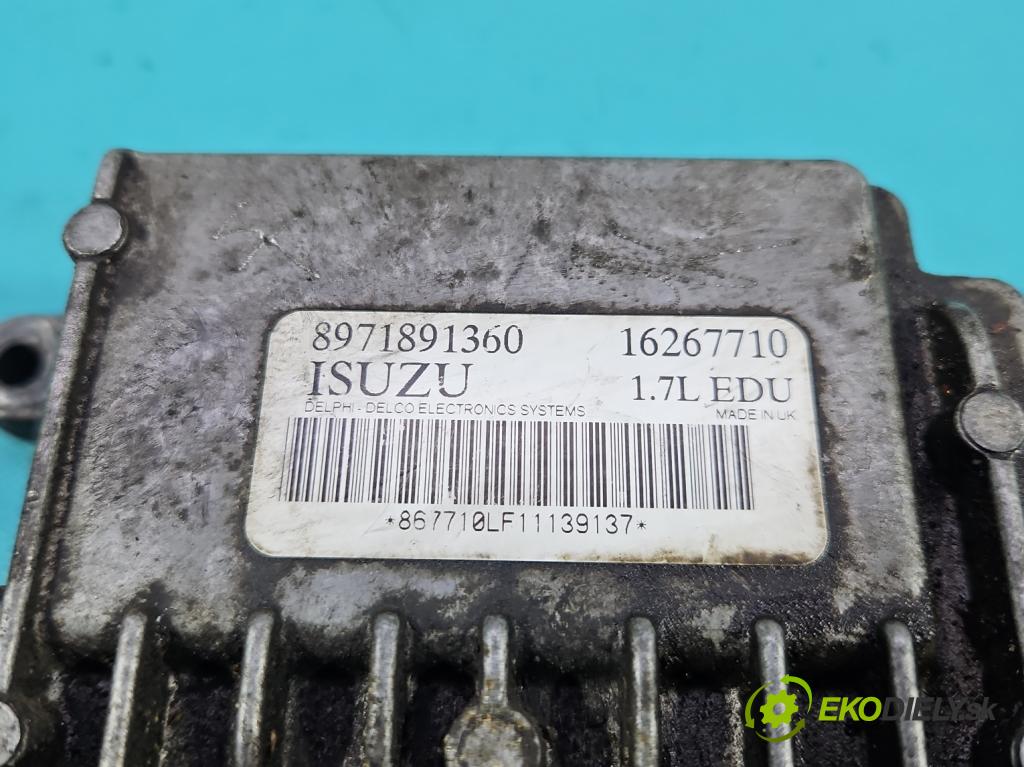 8971891360 16267710
ISUZU 1.7L EDU
DELPHI - DELCO ELECTRONICS SYSTEMS MADE IN UK
*867710LF11139137*
EKODIELY.sk